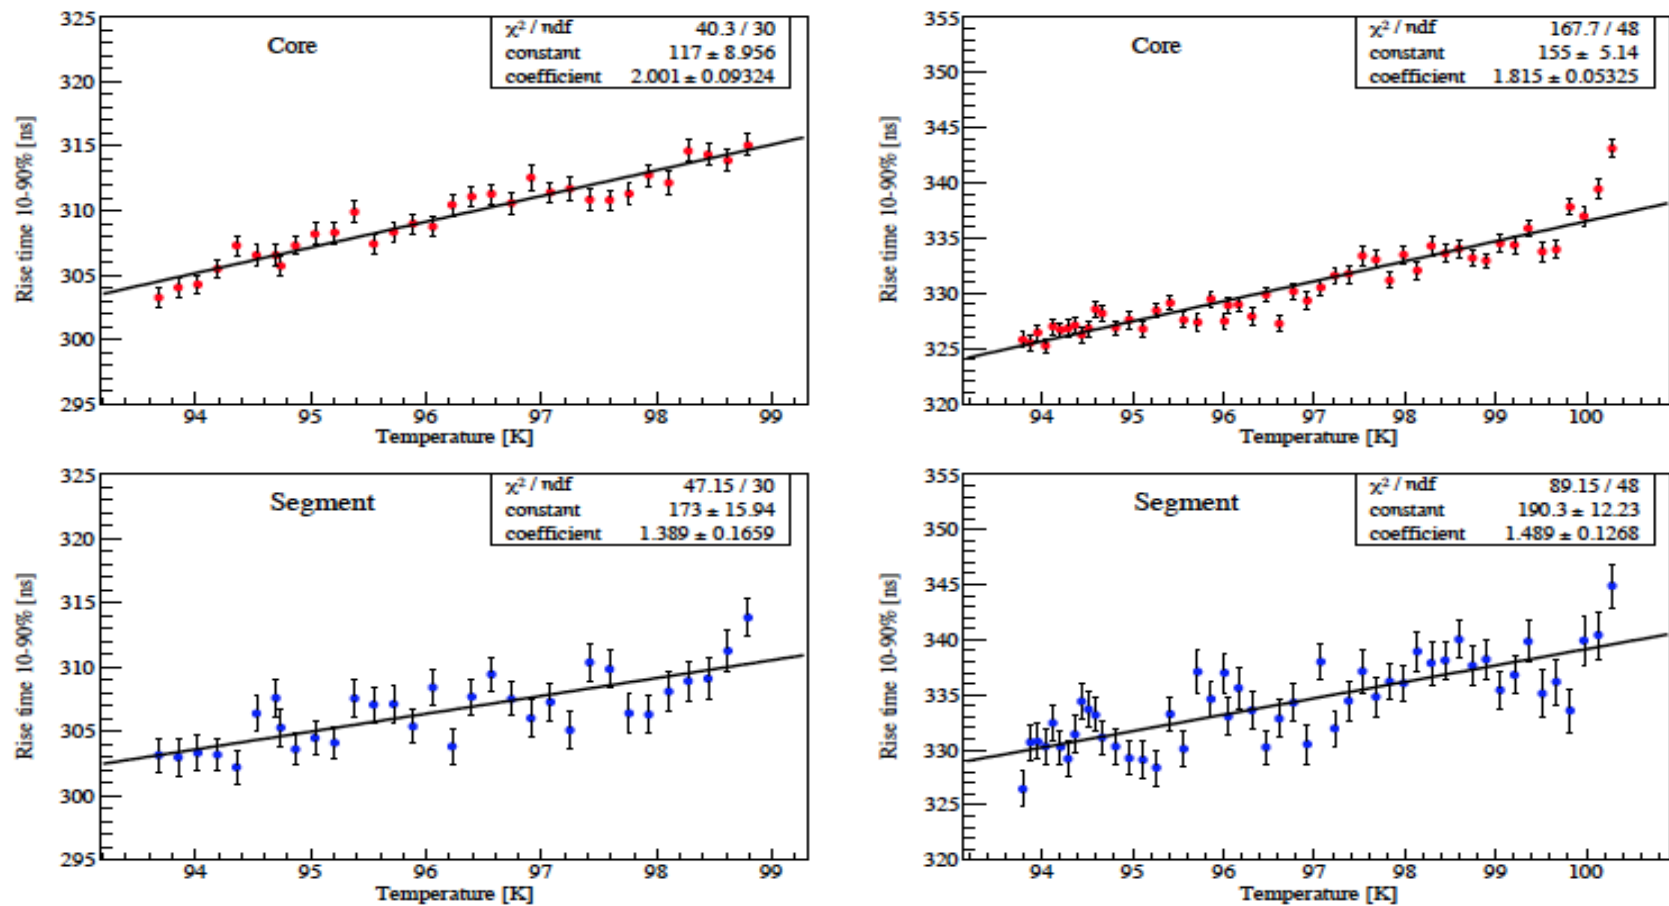 Core
χ² / ndf 40.3 / 30
constant 117 ± 8.956
coefficient 2.001 ± 0.09324
Rise time 10-90% [ns]
325
320
315
310
305
300
295
94 95 96 97 98 99
Temperature [K]
Core
χ² / ndf 167.7 / 48
constant 155 ± 5.14
coefficient 1.815 ± 0.05325
Rise time 10-90% [ns]
355
350
345
340
335
330
325
320
94 95 96 97 98 99 100
Temperature [K]
Segment
χ² / ndf 47.15 / 30
constant 173 ± 15.94
coefficient 1.389 ± 0.1659
Rise time 10-90% [ns]
325
320
315
310
305
300
295
94 95 96 97 98 99
Temperature [K]
Segment
χ² / ndf 89.15 / 48
constant 190.3 ± 12.23
coefficient 1.489 ± 0.1268
Rise time 10-90% [ns]
355
350
345
340
335
330
325
320
94 95 96 97 98 99 100
Temperature [K]